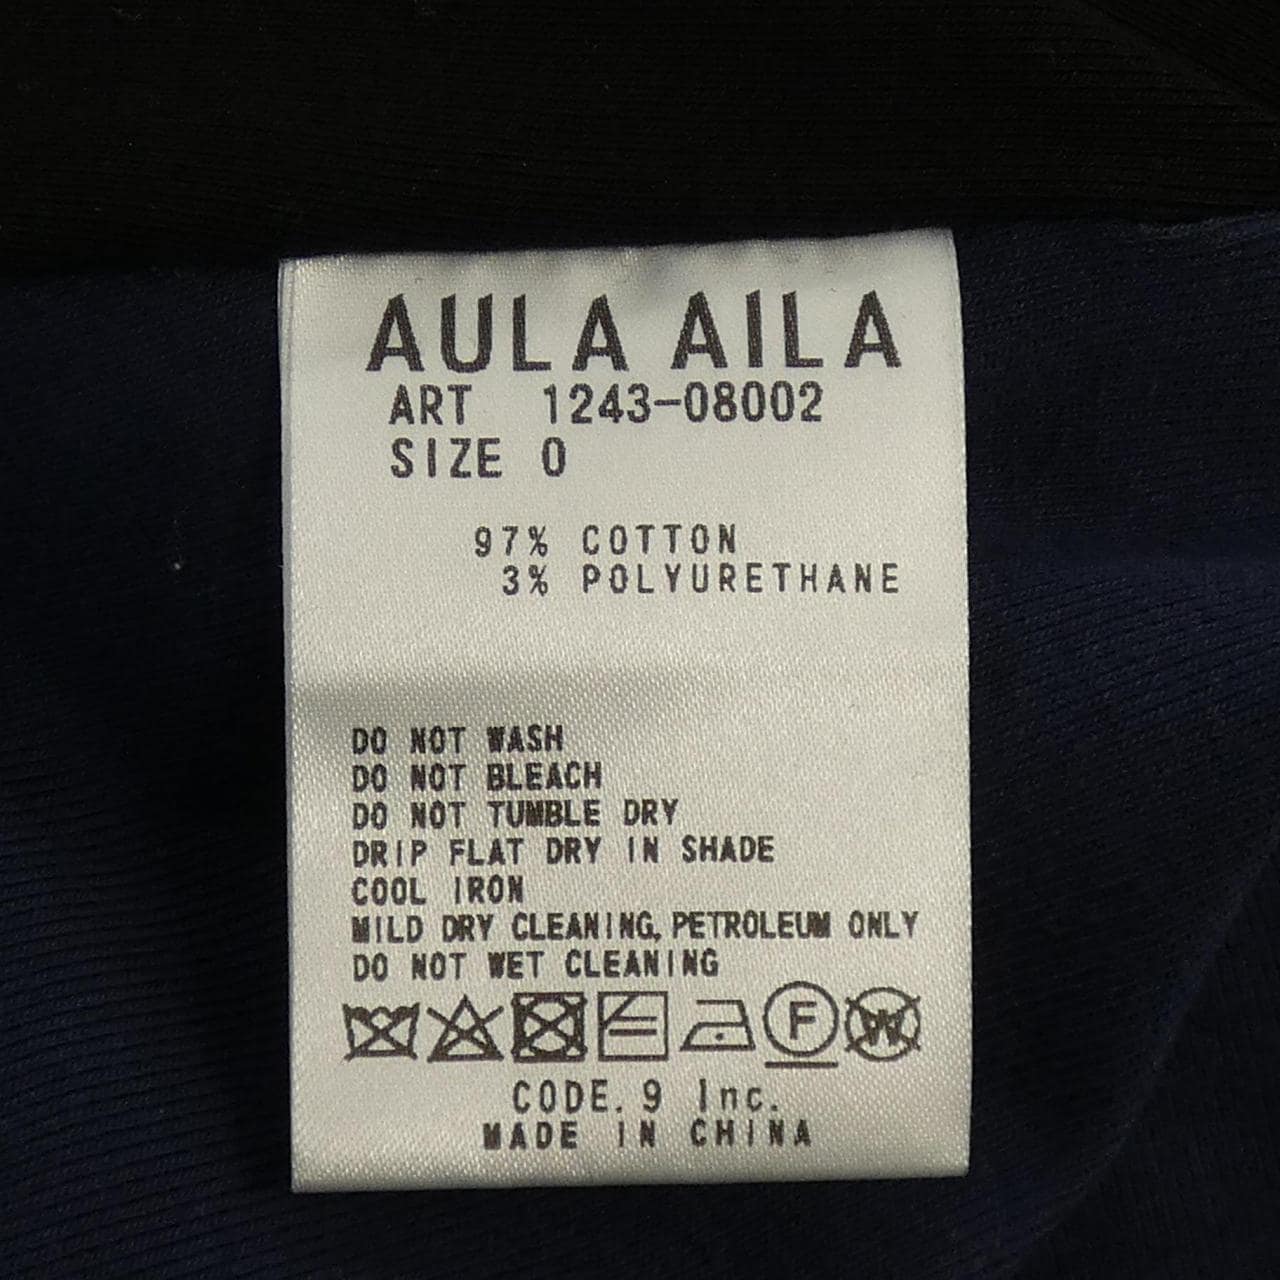 AULA AILA
ART 1243-08002
SIZE 0
97% COTTON
3% POLYURETHANE
DO NOT WASH
DO NOT BLEACH
DO NOT TUMBLE DRY
DRIP FLAT DRY IN SHADE
COOL IRON
MILD DRY CLEANING, PETROLEUM ONLY
DO NOT WET CLEANING
F W
CODE. 9 Inc.
MADE IN CHINA